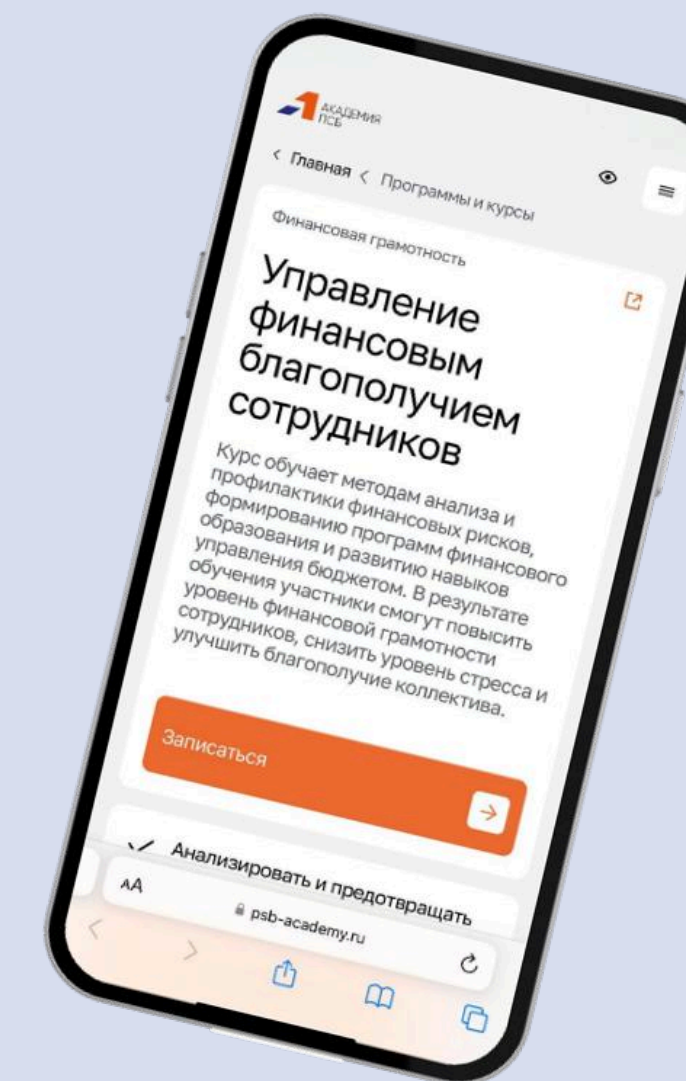 АКАДЕМИЯ
ПСБ
< Главная < Программы и курсы
Финансовая грамотность
Управление
финансовым
благополучием
сотрудников
Курс обучает методам анализа и
профилактики финансовых рисков,
формированию программ финансового
образования и развитию навыков
управления бюджетом. В результате
обучения участники смогут повысить
уровень финансовой грамотности
сотрудников, снизить уровень стресса и
улучшить благополучие коллектива.
Записаться
Анализировать и предотвращать
AA
psb-academy.ru